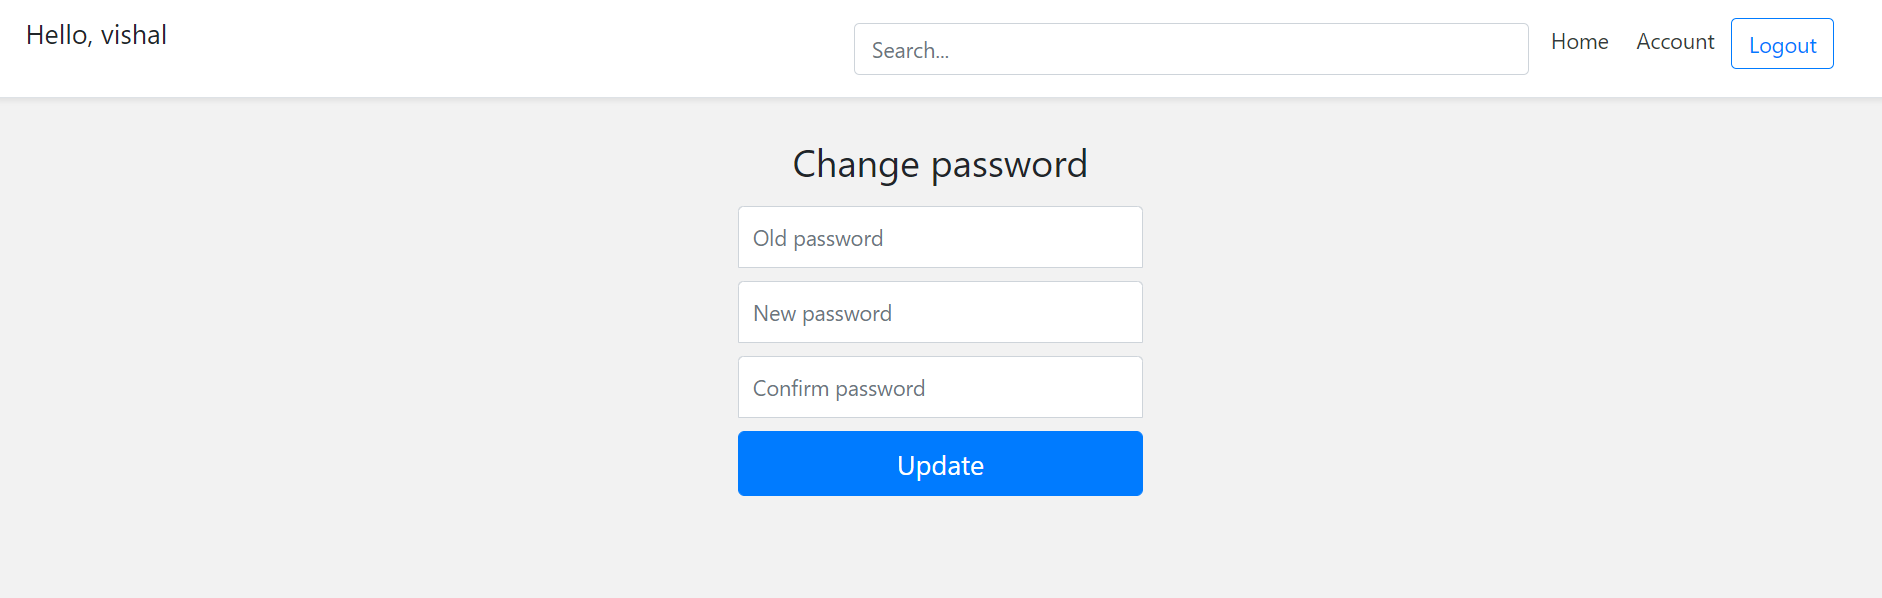 Hello, vishal
Search...
Home
Account
Logout
Change password
Old password
New password
Confirm password
Update